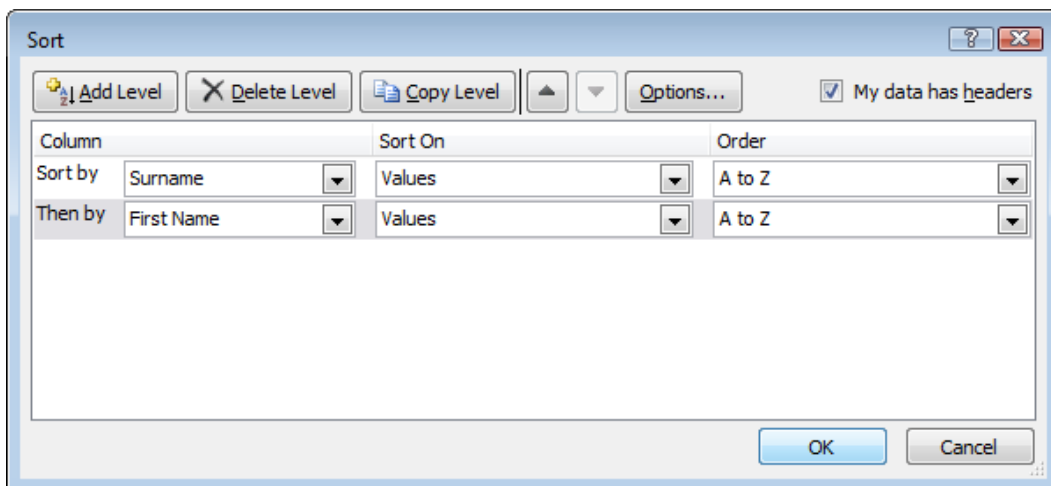 Sort
Add Level Delete Level Copy Level Options... My data has headers
Column Sort On Order
Sort by Surname Values A to Z
Then by First Name Values A to Z
OK Cancel